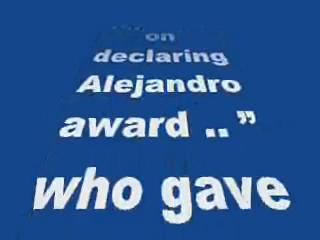 on
declaring
Alejandro
award .. ”
who gave